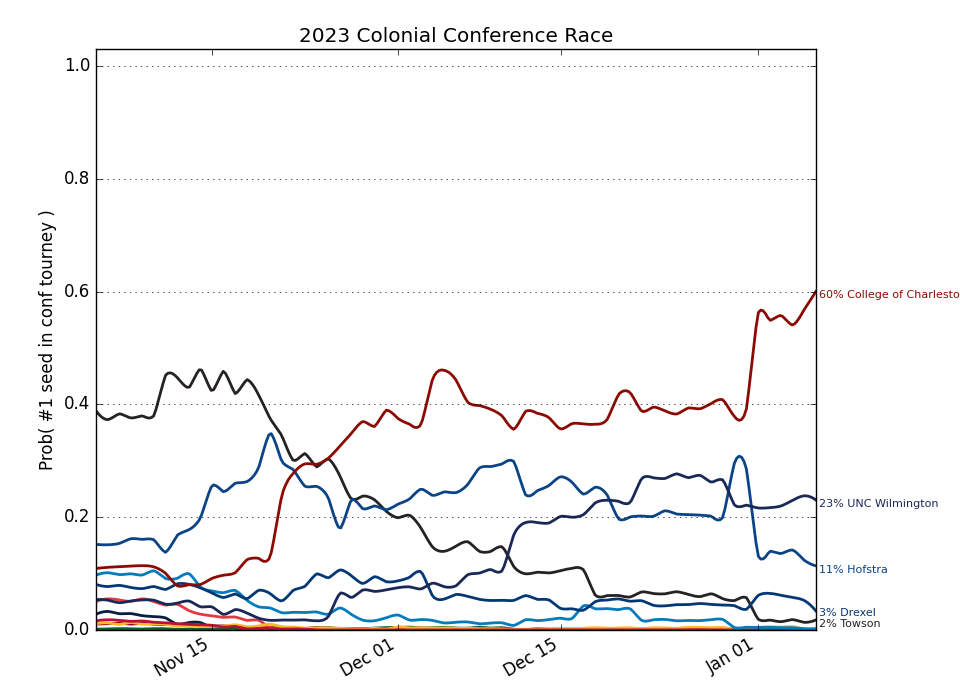 2023 Colonial Conference Race
1.0
0.8
0.6
0.4
0.2
0.0
Prob( #1 seed in conf tourney )
60% College of Charlesto
23% UNC Wilmington
11% Hofstra
3% Drexel
2% Towson
Nov 15
Dec 01
Dec 15
Jan 01